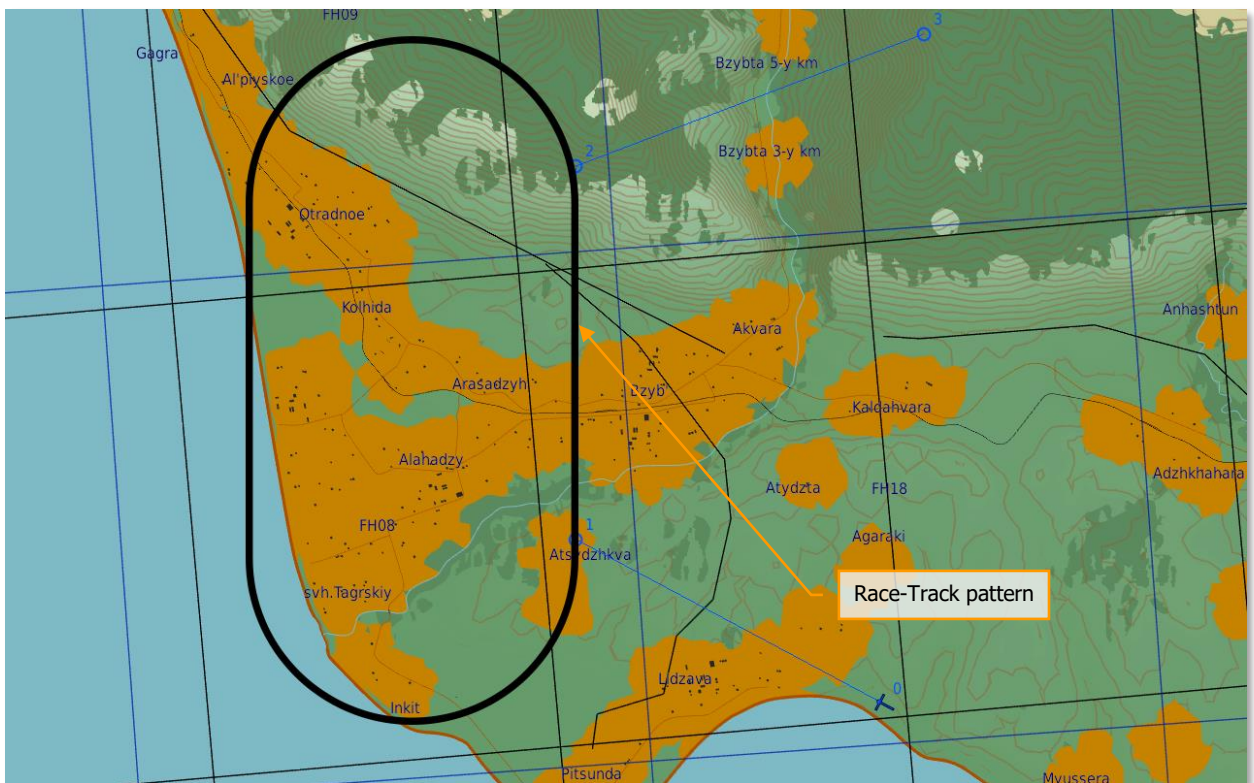 FH09
3
Gagra
Bzybta 5-y km
Al'piyskoe
2
Bzybta 3-y km
Otradnoe
Kolhida
Anhashtun
Akvara
Arasadzyh
Bzyb'
Kaldahvara
Alahadzy
Adzhkhahara
Atydzta
FH18
FH08
1
Agaraki
Atsydzhkva
svh.Tagrskiy
Race-Track pattern
Lidzava
0
Inkit
Pitsunda
Myussera